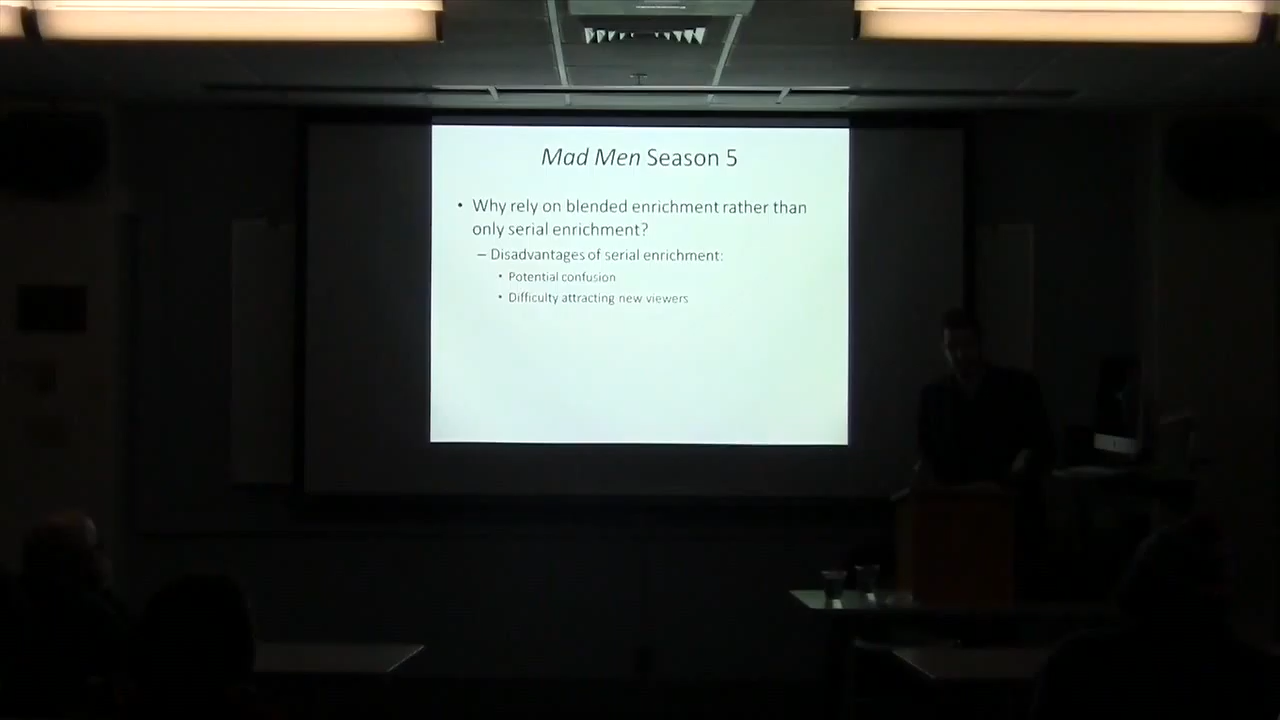 Mad Men Season 5
• Why rely on blended enrichment rather than
only serial enrichment?
– Disadvantages of serial enrichment:
• Potential confusion
• Difficulty attracting new viewers